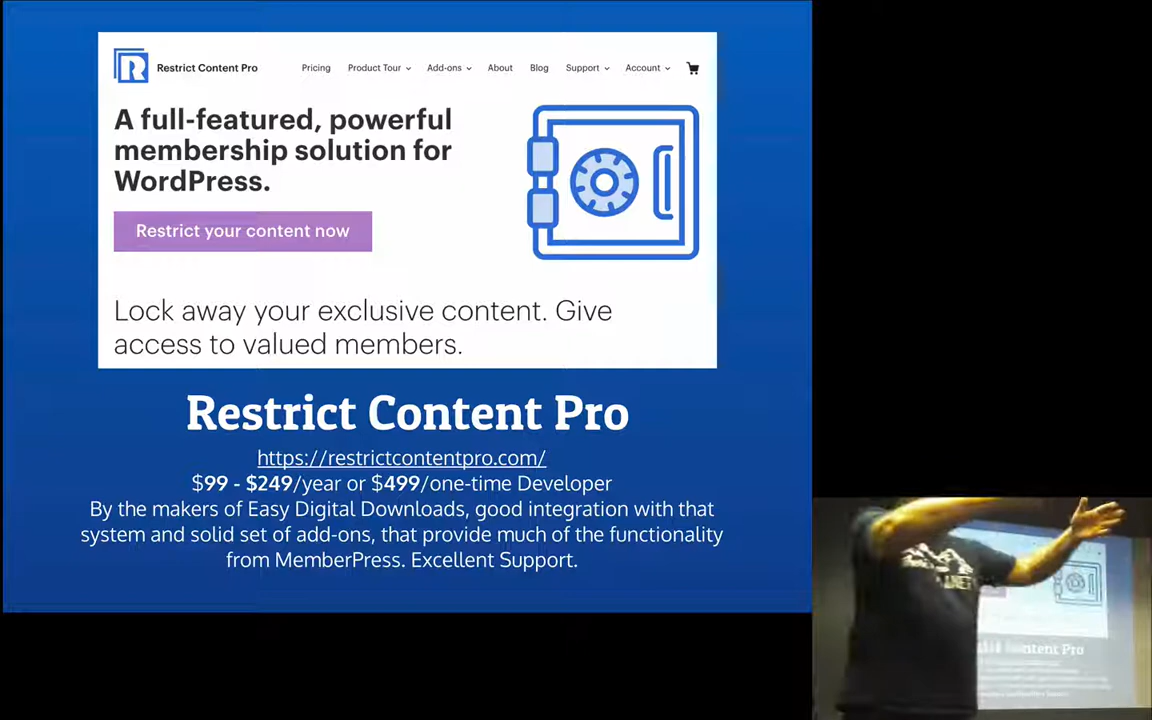 Restrict Content Pro
Pricing Product Tour Add-ons About Blog Support Account
A full-featured, powerful
membership solution for
WordPress.
Restrict your content now
Lock away your exclusive content. Give
access to valued members.
Restrict Content Pro
https://restrictcontentpro.com/
$99 - $249/year or $499/one-time Developer
By the makers of Easy Digital Downloads, good integration with that
system and solid set of add-ons, that provide much of the functionality
from MemberPress. Excellent Support.
Content Pro